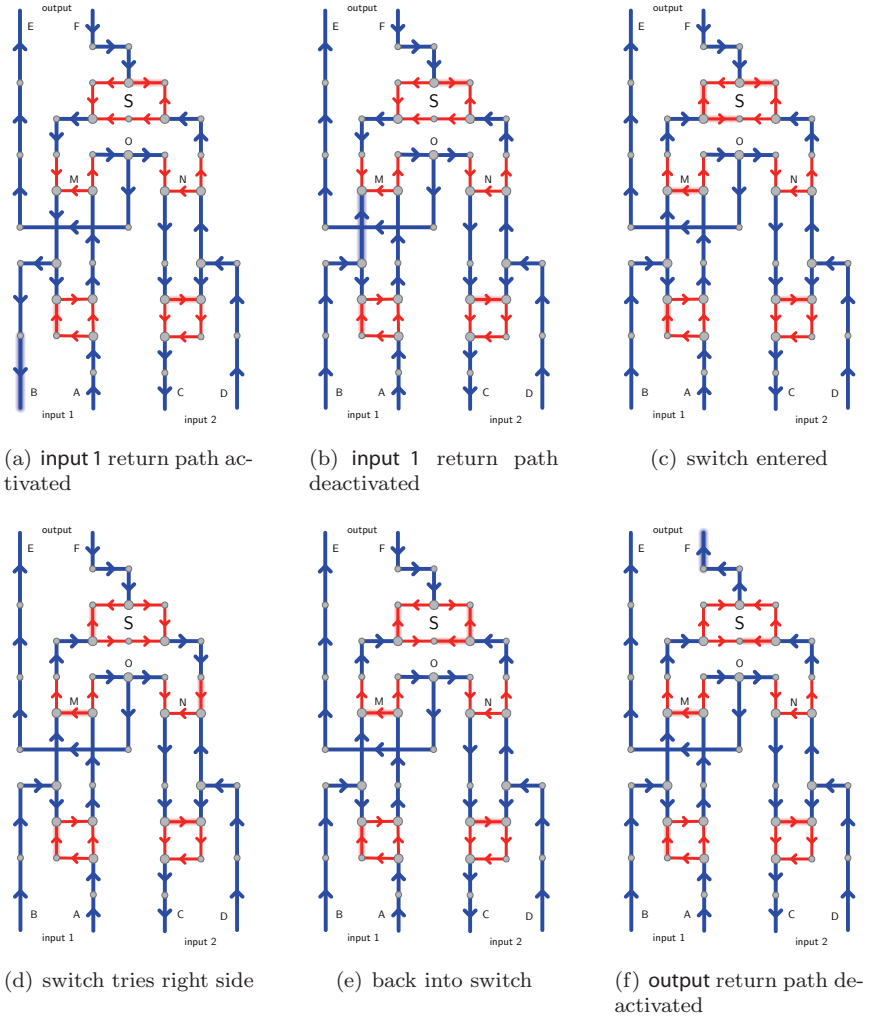 output output output
E F E F E F
S S S
O O O
M N M N M N
B A C D B A C D B A C D
input 1 input 2 input 1 input 2 input 1 input 2
(a) input 1 return path ac-
tivated
(b) input 1 return path
deactivated
(c) switch entered
output output output
E F E F E F
S S S
O O O
M N M N M N
B A C D B A C D B A C D
input 1 input 2 input 1 input 2 input 1 input 2
(d) switch tries right side
(e) back into switch
(f) output return path de-
activated